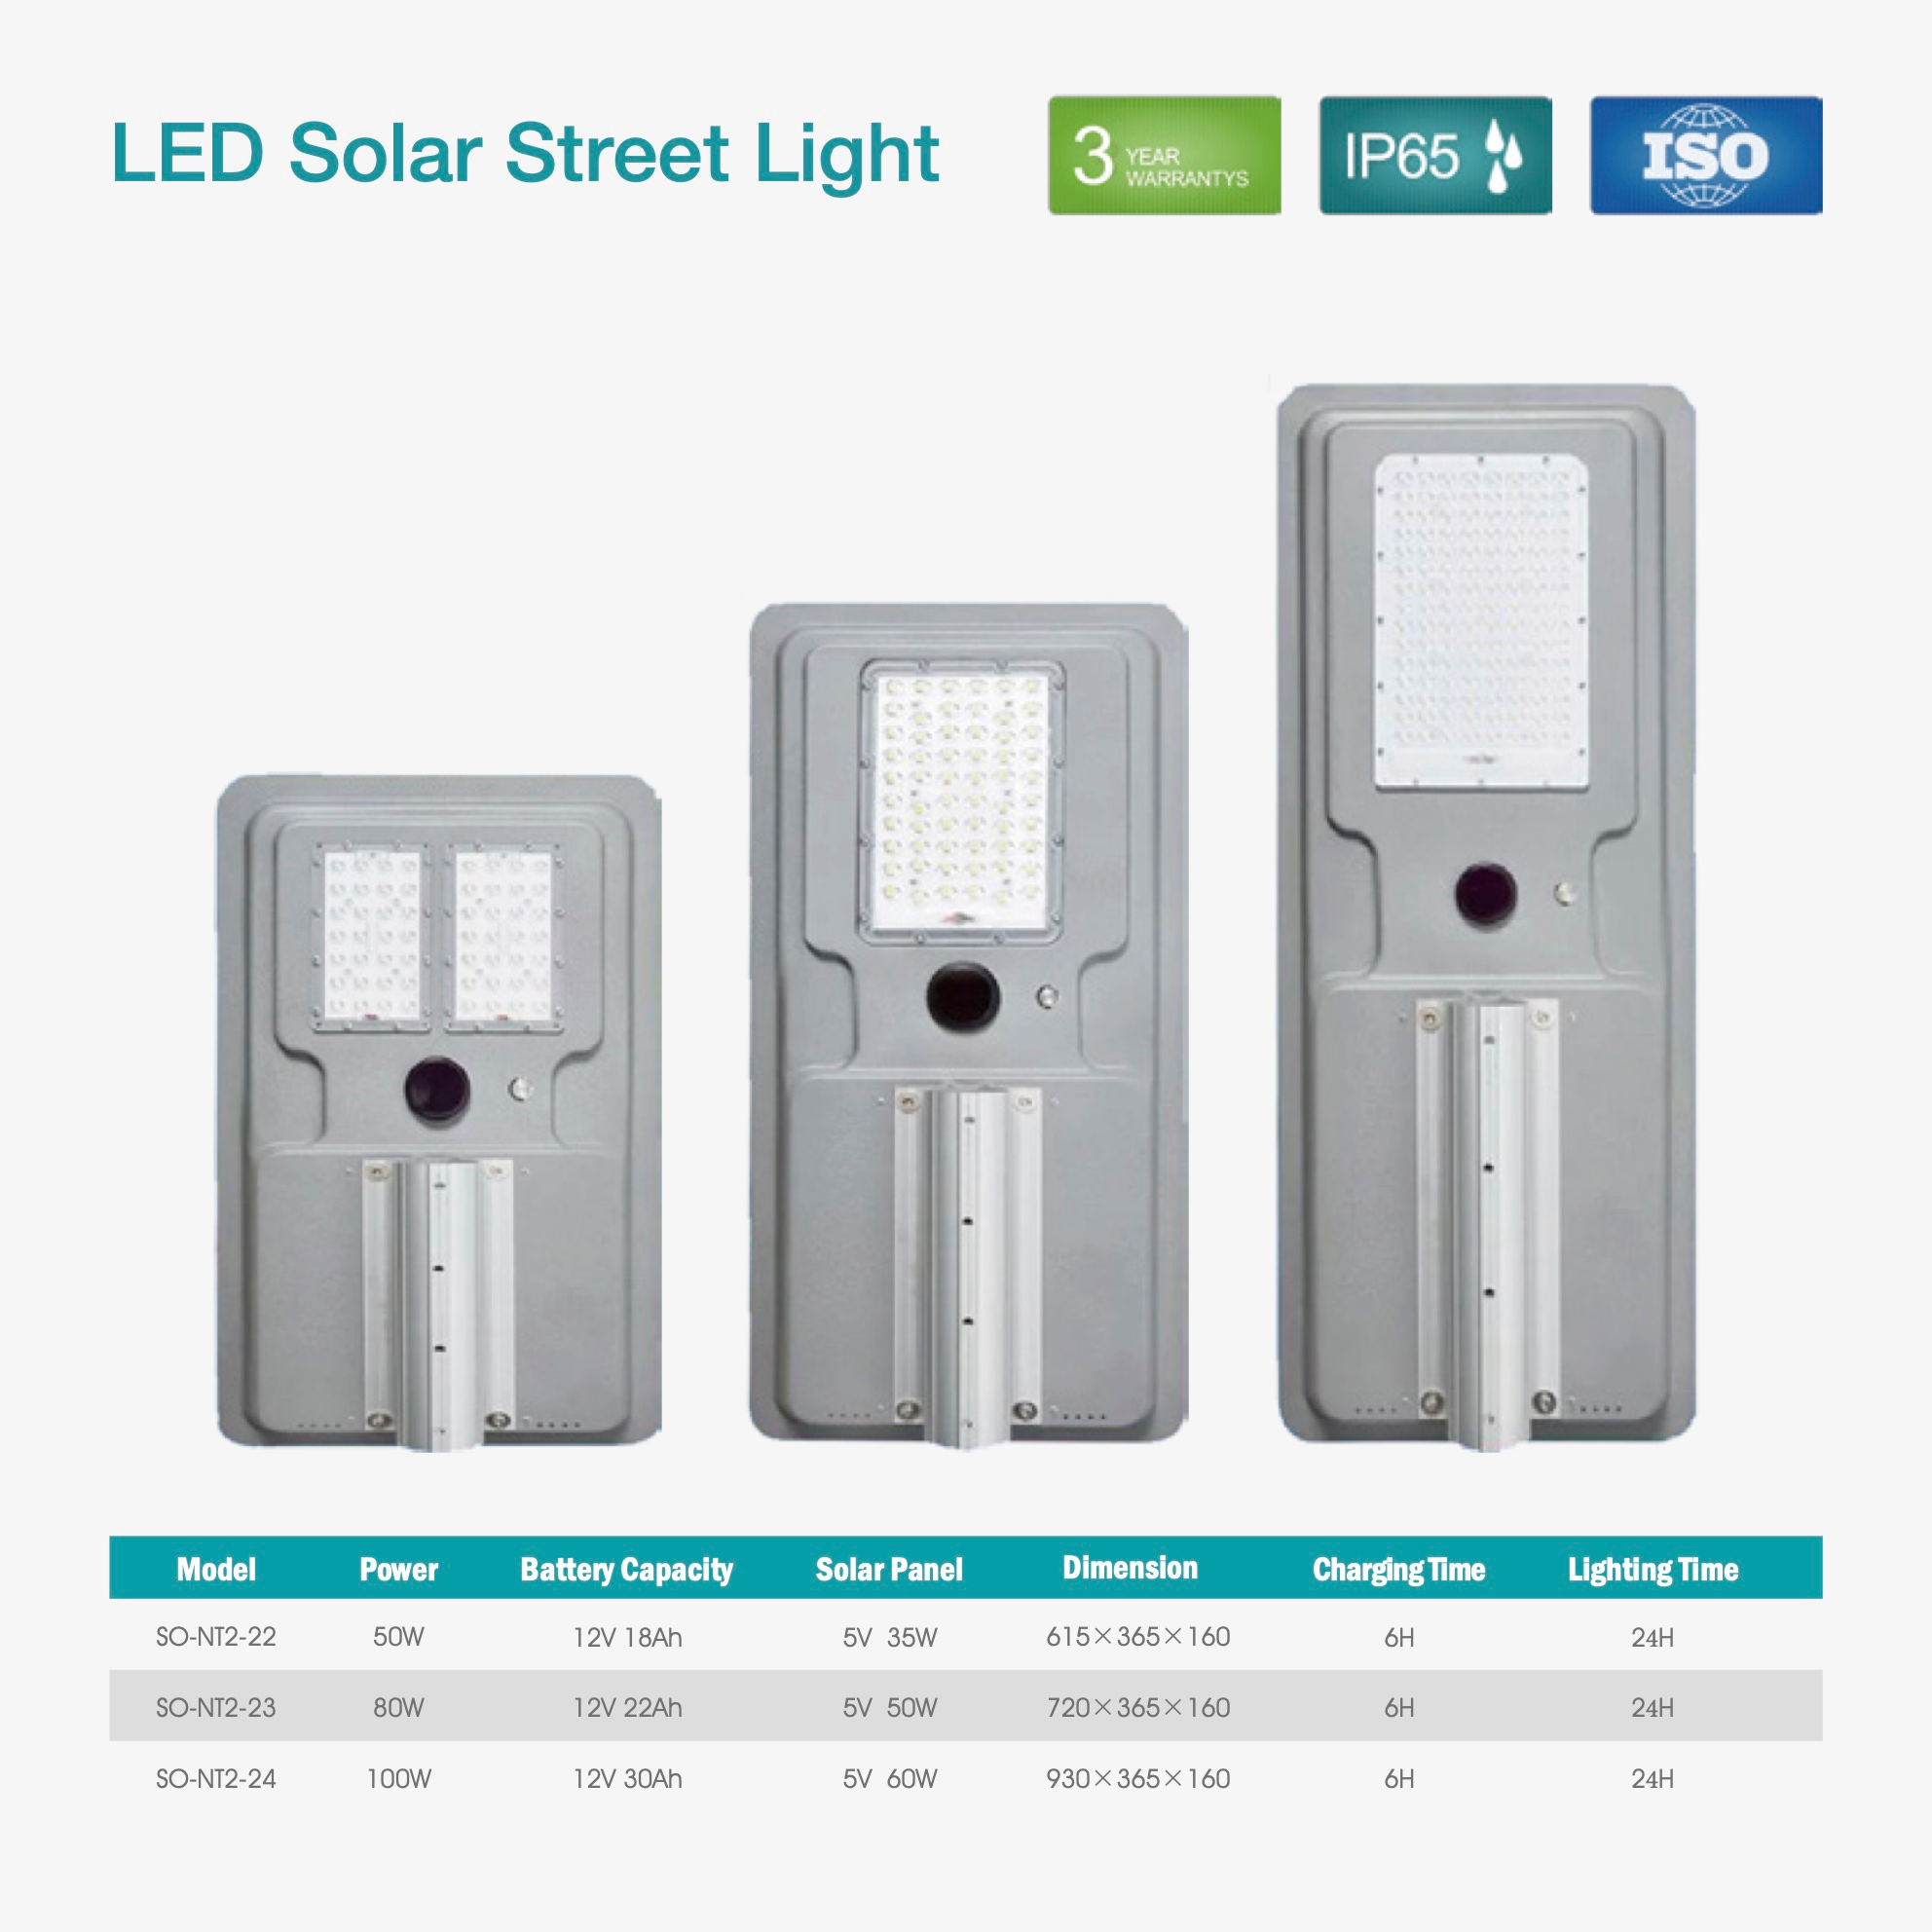 LED Solar Street Light
3 YEAR
WARRANTYS
IP65
ISO
Model Power Battery Capacity Solar Panel Dimension Charging Time Lighting Time
SO-NT2-22 50W 12V 18Ah 5V 35W 615×365×160 6H 24H
SO-NT2-23 80W 12V 22Ah 5V 50W 720×365×160 6H 24H
SO-NT2-24 100W 12V 30Ah 5V 60W 930×365×160 6H 24H